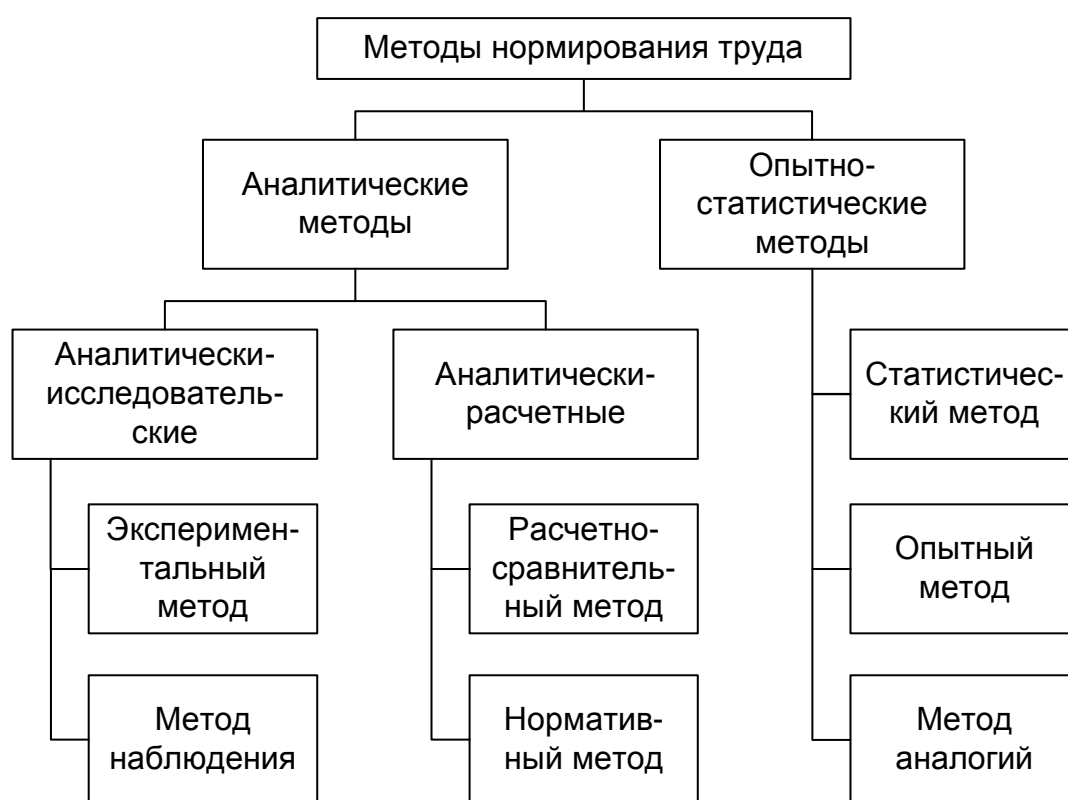 Методы нормирования труда
Аналитические
методы
Опытно-
статистические
методы
Аналитически-
исследователь-
ские
Аналитически-
расчетные
Статистичес-
кий метод
Эксперимен-
тальный
метод
Расчетно-
сравнитель-
ный метод
Опытный
метод
Метод
наблюдения
Норматив-
ный метод
Метод
аналогий